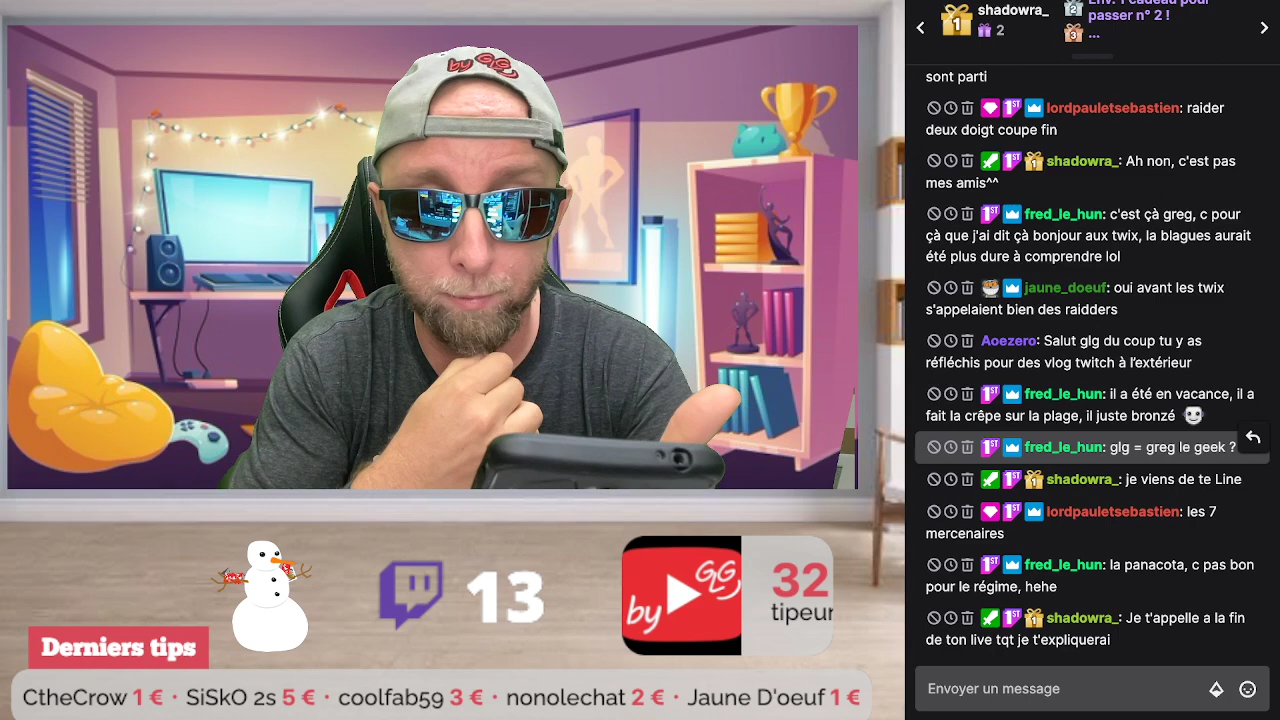 by GG
shadowra_
2
1
2
3
Env. 1 cadeau pour
passer n° 2 !
...
sont parti
lordpauletsebastien: raider
deux doigt coupe fin
shadowra_: Ah non, c'est pas
mes amis^^
fred_le_hun: c'est çà greg, c pour
çà que j'ai dit çà bonjour aux twix, la blagues aurait
été plus dure à comprendre lol
jaune_doeuf: oui avant les twix
s'appelaient bien des raidders
Aoezero: Salut glg du coup tu y as
réfléchis pour des vlog twitch à l'extérieur
fred_le_hun: il a été en vacance, il a
fait la crêpe sur la plage, il juste bronzé
fred_le_hun: glg = greg le geek ?
shadowra_: je viens de te Line
lordpauletsebastien: les 7
mercenaires
fred_le_hun: la panacota, c pas bon
pour le régime, hehe
shadowra_: Je t'appelle a la fin
de ton live tqt je t'expliquerai
Envoyer un message
13
by GG
32
tipeur
Derniers tips
CtheCrow 1 € · SiSkO 2s 5 € · coolfab59 3 € · nonolechat 2 € · Jaune D'oeuf 1 €